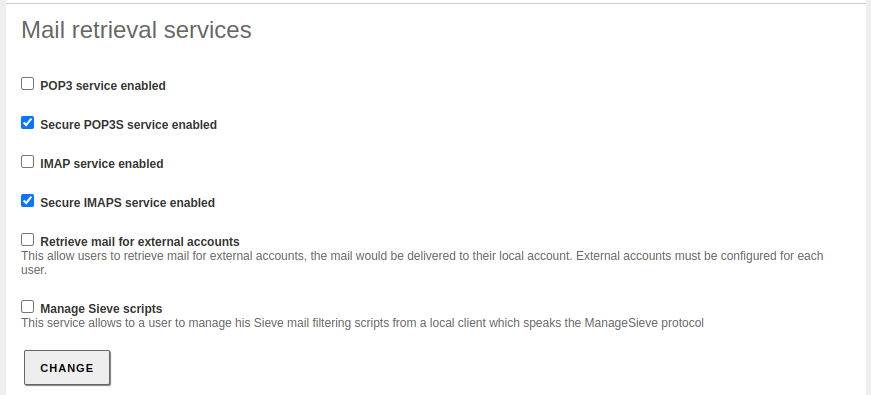 Mail retrieval services
POP3 service enabled
Secure POP3S service enabled
IMAP service enabled
Secure IMAPS service enabled
Retrieve mail for external accounts
This allow users to retrieve mail for external accounts, the mail would be delivered to their local account. External accounts must be configured for each
user.
Manage Sieve scripts
This service allows to a user to manage his Sieve mail filtering scripts from a local client which speaks the ManageSieve protocol
CHANGE